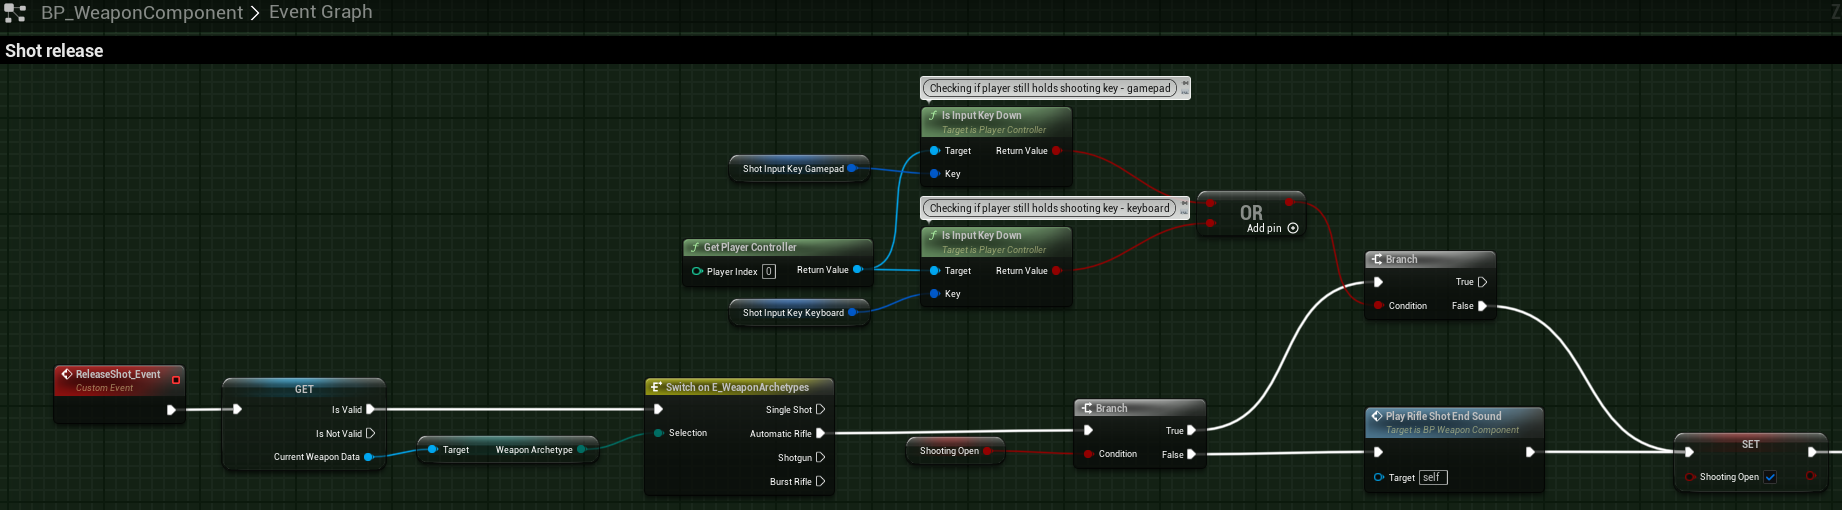 BP_WeaponComponent > Event Graph
Shot release
Checking if player still holds shooting key - gamepad
Is Input Key Down
Target is Player Controller
Target Return Value
Key
Shot Input Key Gamepad
Checking if player still holds shooting key - keyboard
Is Input Key Down
Target is Player Controller
Target Return Value
Key
OR
Add pin
Get Player Controller
Player Index 0 Return Value
Shot Input Key Keyboard
Branch
True
Condition False
ReleaseShot_Event
Custom Event
GET
Is Valid
Is Not Valid
Current Weapon Data
Target Weapon Archetype
Switch on E_WeaponArchetypes
Single Shot
Selection Automatic Rifle
Shotgun
Burst Rifle
Shooting Open
Branch
True
Condition False
Play Rifle Shot End Sound
Target is BP Weapon Component
Target self
SET
Shooting Open